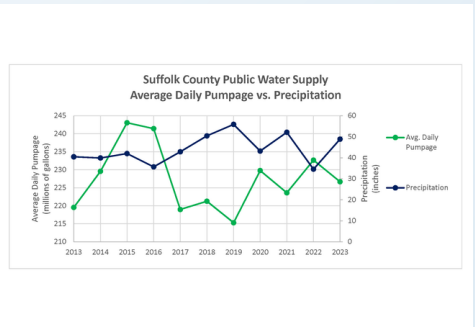 Suffolk County Public Water Supply
Average Daily Pumpage vs. Precipitation
Average Daily Pumpage
(millions of gallons)
245
240
235
230
225
220
215
210
60
50
40
30
20
10
0
Precipitation
(inches)
2013 2014 2015 2016 2017 2018 2019 2020 2021 2022 2023
Avg. Daily
Pumpage
Precipitation